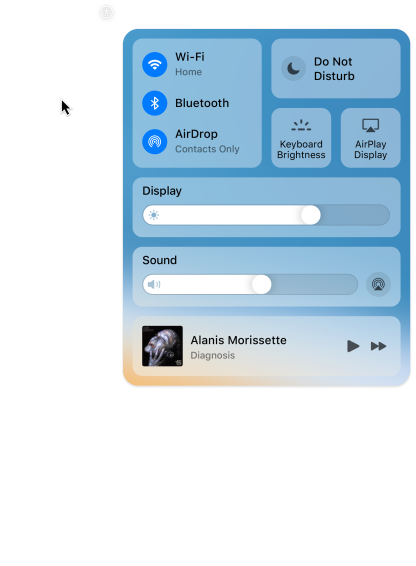 Wi-Fi
Home
Bluetooth
AirDrop
Contacts Only
Do Not
Disturb
Keyboard
Brightness
AirPlay
Display
Display
Sound
Alanis Morissette
Diagnosis